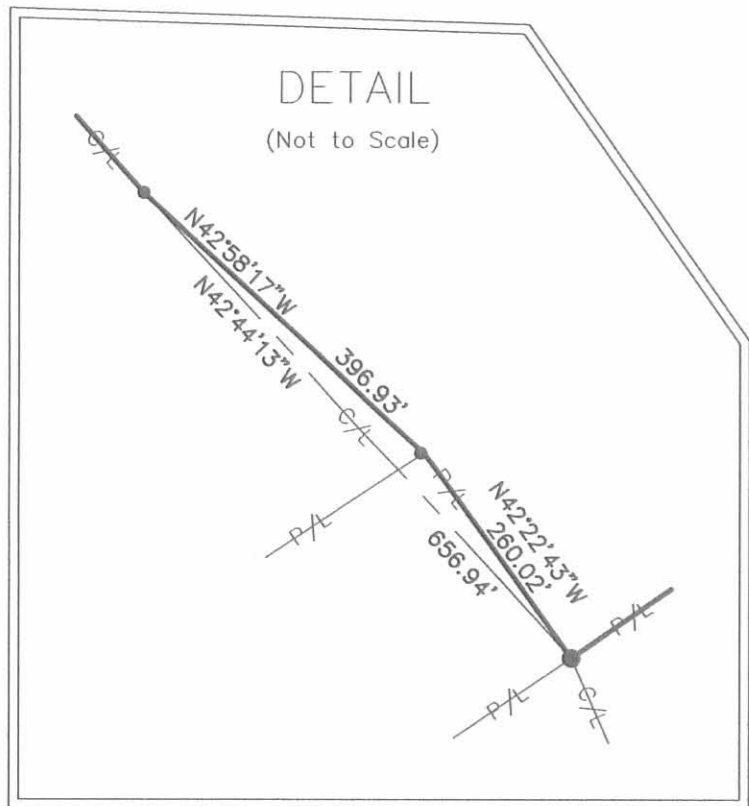 DETAIL
(Not to Scale)
C/L
N42°58'17"W
N42°44'13"W
396.93'
C/L
P/L
P/L
N42°22'43"W
260.02'
656.94'
P/L
P/L
C/L